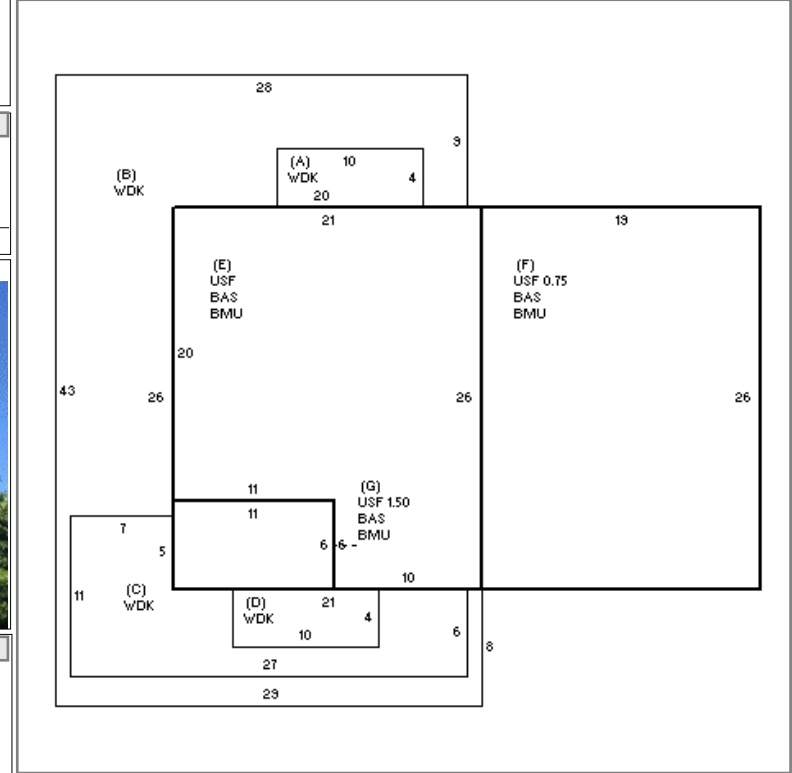 28
9
(A) 10
WDK 4
20
(B)
WDK
21
19
(E)
USF
BAS
BMU
(F)
USF 0.75
BAS
BMU
20
43
26
26
26
11
11
(G)
USF 1.50
BAS
BMU
7
5
6 -6- -
10
11
(C)
WDK
(D) 21
WDK 4
10
6
8
27
29